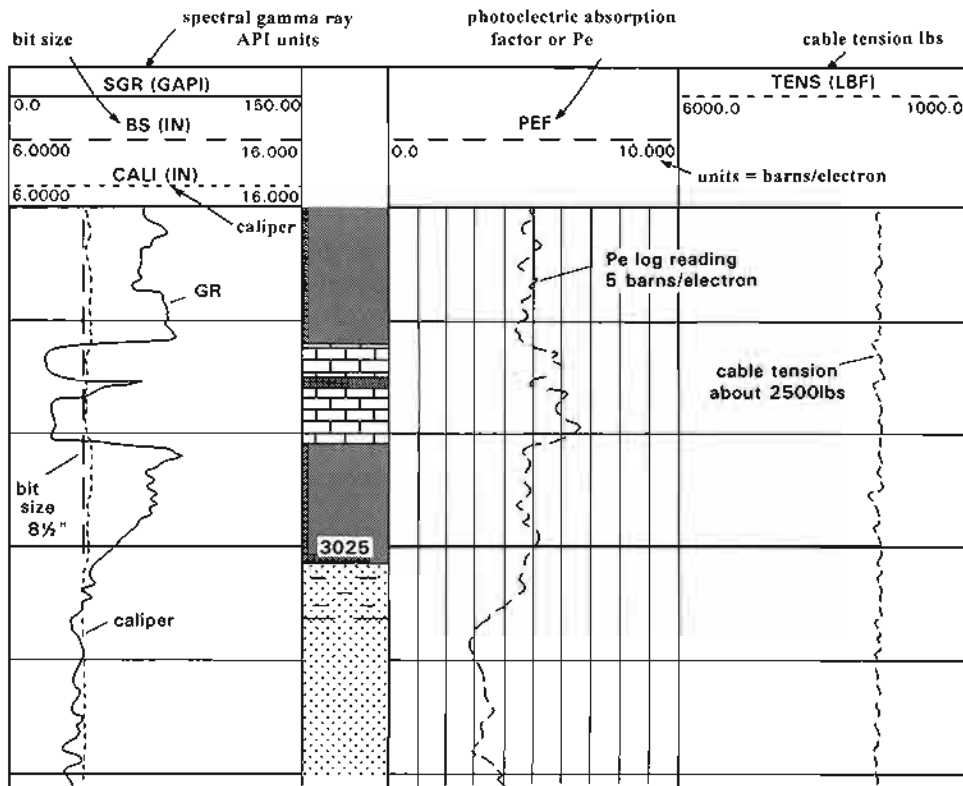 spectral gamma ray
API units
bit size
photoelectric absorption
factor or Pe
cable tension lbs
SGR (GAPI)
0.0 150.00
BS (IN)
6.0000 16.000
CALI (IN)
6.0000 16.000
caliper
PEF
0.0 10.000
units = barns/electron
TENS (LBF)
6000.0 1000.0
GR
Pe log reading
5 barns/electron
cable tension
about 2500lbs
bit
size
8½"
3025
caliper